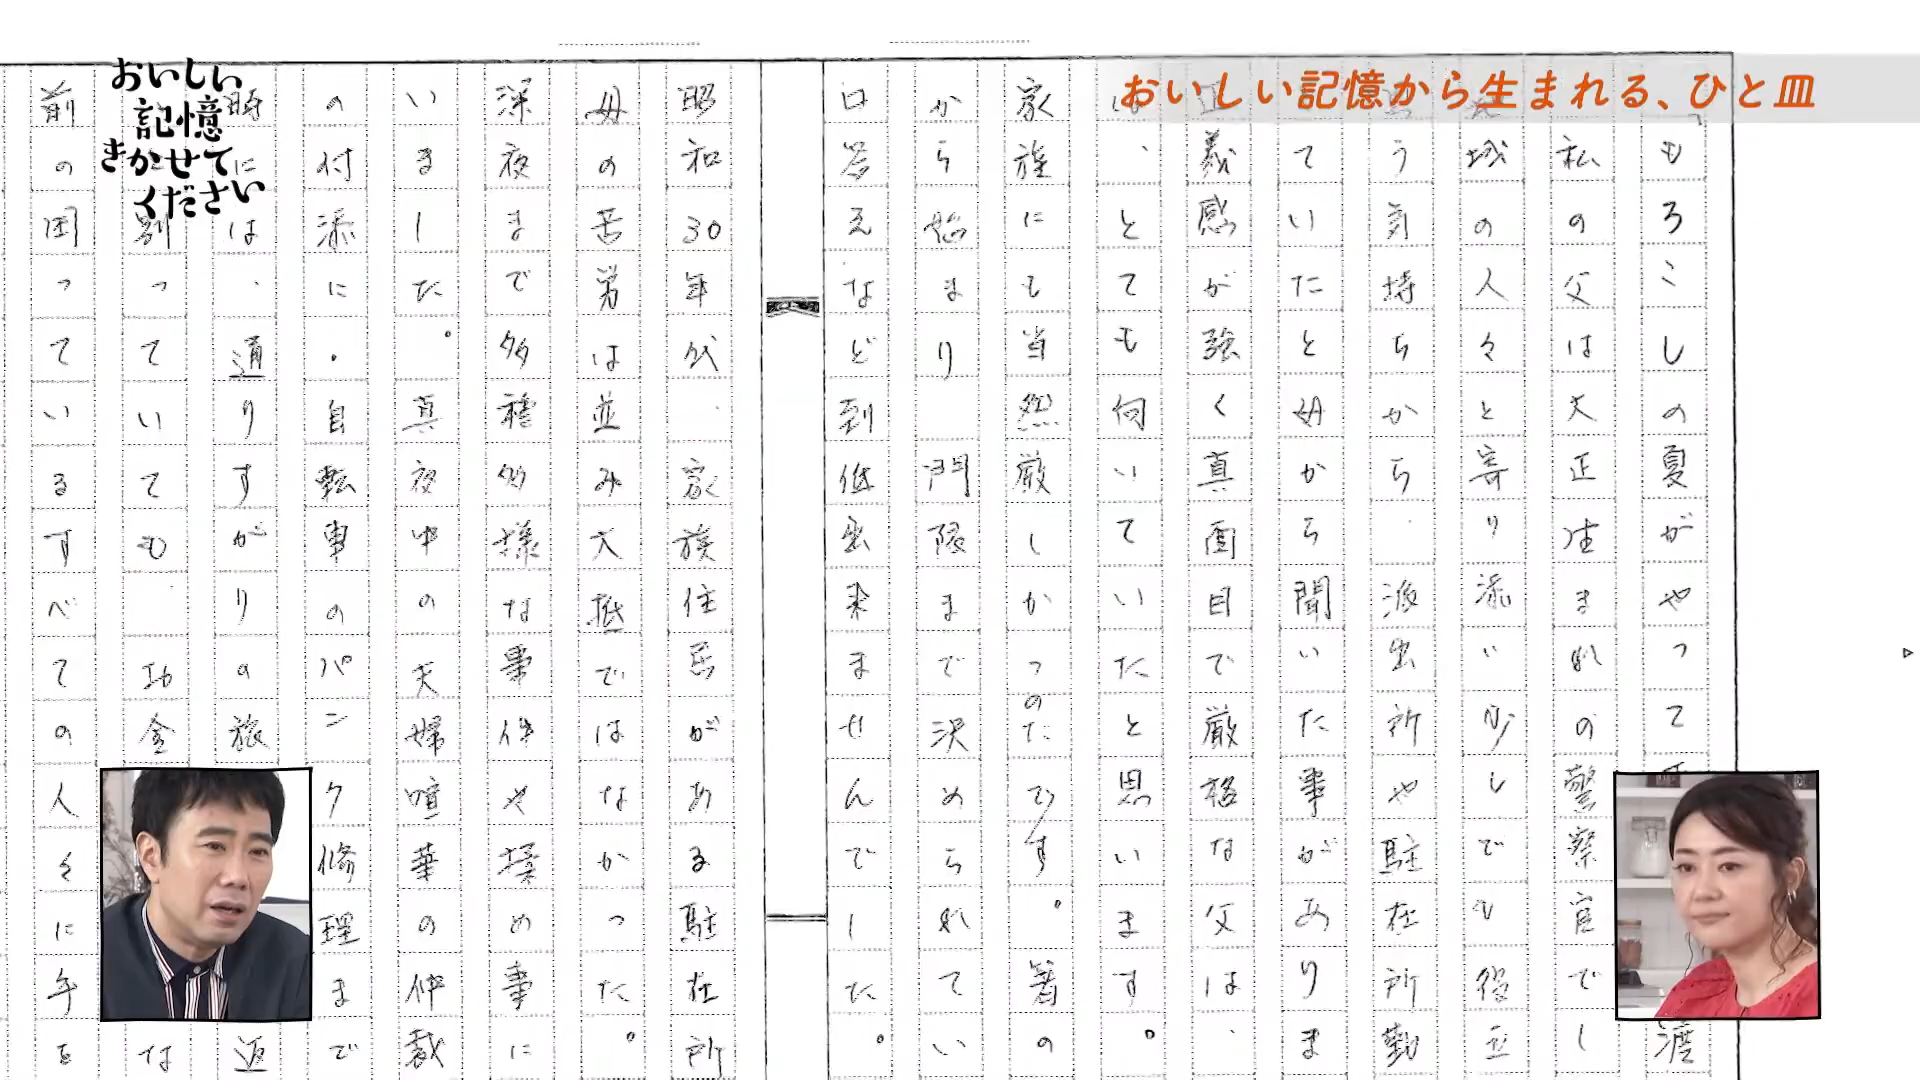 おいしい
記憶
きかせて
ください
おいしい記憶から生まれる、ひと皿
もろこしの夏がやって
渡
私の父は大正生まれの警察官でし
城の人々と寄り添い少しでも役立
う気持ちから、派出所や駐在所勤
ていたと母から聞いた事がありま
義感が強く真面目で厳格な父は、
は、とても向いていたと思います。
家族にも当然厳しかったのです。箸の
から始まり、門限まで決められていの
口答えなど到低出来ませんでした。
昭和30年代、家族住居がある駐在所
母の苦労は並み大抵ではなかった。
深夜まで多種多様な事件や揉め事に
いました。真夜中の夫婦喧華の仲裁
の付添に。自転車のパンク修理まで
時には、通りすがりの旅
返
別っていても、お金
な
前の困っているすべての人々に手を